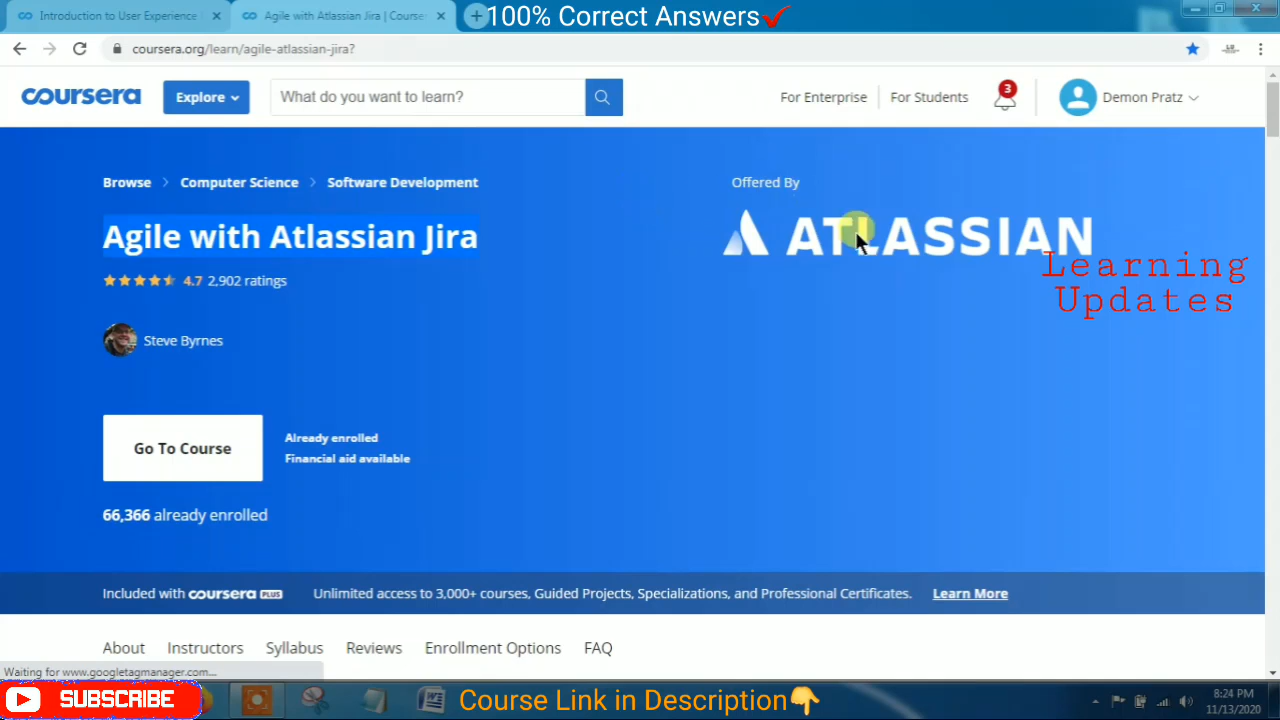 Introduction to User Experience
Agile with Atlassian Jira | Course
100% Correct Answers
coursera.org/learn/agile-atlassian-jira?
coursera
Explore
What do you want to learn?
For Enterprise
For Students
3
Demon Pratz
Browse > Computer Science > Software Development
Offered By
Agile with Atlassian Jira
ATLASSIAN
Learning
Updates
4.7 2,902 ratings
Steve Byrnes
Go To Course
Already enrolled
Financial aid available
66,366 already enrolled
Included with coursera PLUS
Unlimited access to 3,000+ courses, Guided Projects, Specializations, and Professional Certificates.
Learn More
About
Instructors
Syllabus
Reviews
Enrollment Options
FAQ
Waiting for www.googletagmanager.com...
SUBSCRIBE
Course Link in Description
8:24 PM
11/13/2020